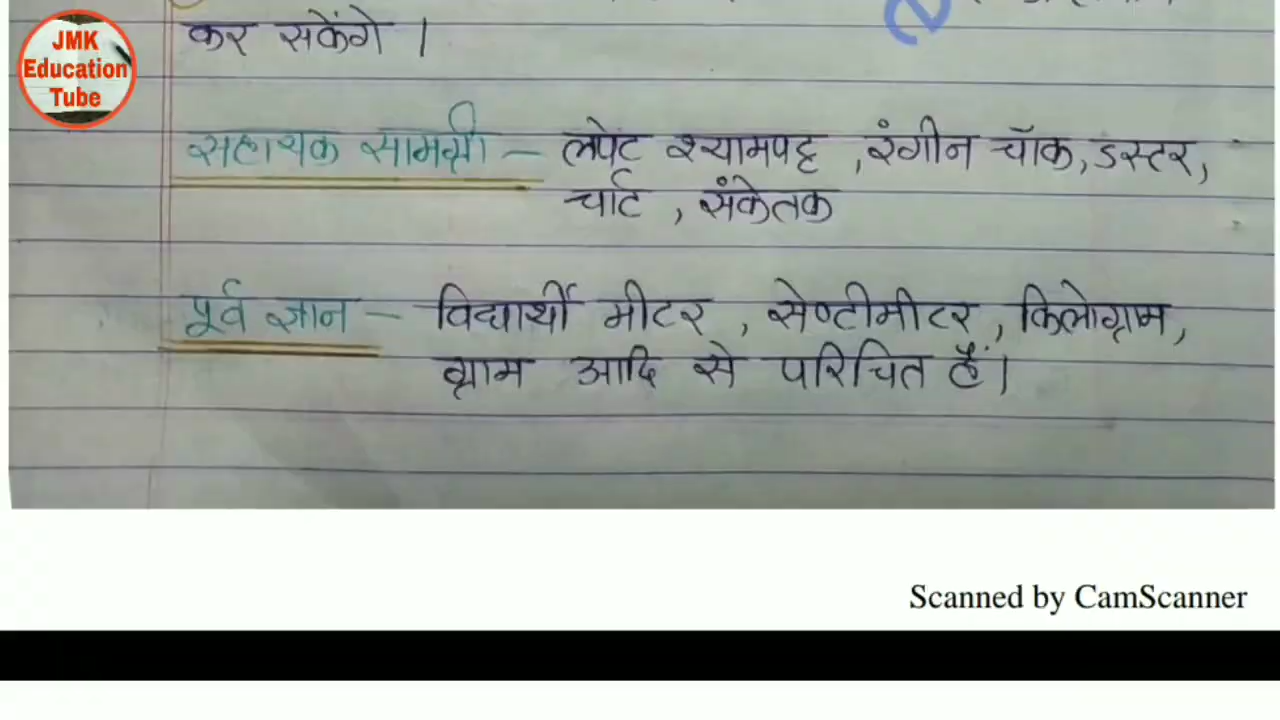 JMK
Education
Tube
कर सकेंगे ।
सहायक सामग्री – लपेट श्यामपट्ट , रंगीन चॉक, डस्टर,
चार्ट , संकेतक
पूर्व ज्ञान – विद्यार्थी मीटर , सेण्टीमीटर , किलोग्राम,
ग्राम आदि से परिचित हैं।
Scanned by CamScanner